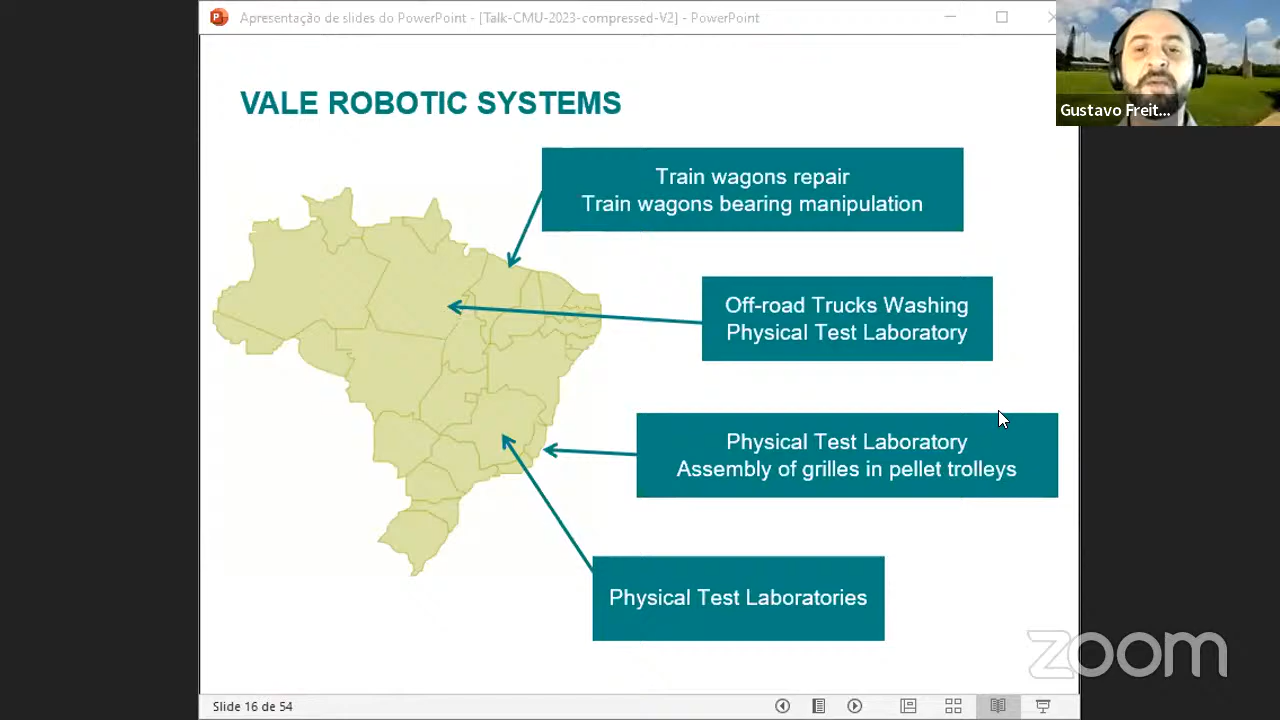 Apresentação de slides do PowerPoint - [Talk-CMU-2023-compressed-V2] - PowerPoint
VALE ROBOTIC SYSTEMS
Gustavo Freit...
Train wagons repair
Train wagons bearing manipulation
Off-road Trucks Washing
Physical Test Laboratory
Physical Test Laboratory
Assembly of grilles in pellet trolleys
Physical Test Laboratories
zoom
Slide 16 de 54